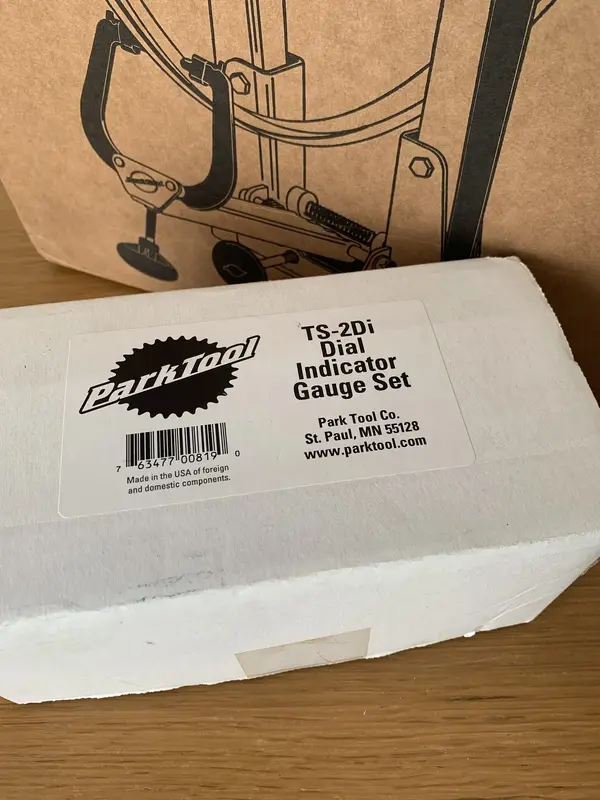 Park Tool
TS-2Di
Dial
Indicator
Gauge Set
Park Tool Co.
St. Paul, MN 55128
www.parktool.com
7 63477 00819 0
Made in the USA of foreign
and domestic components.